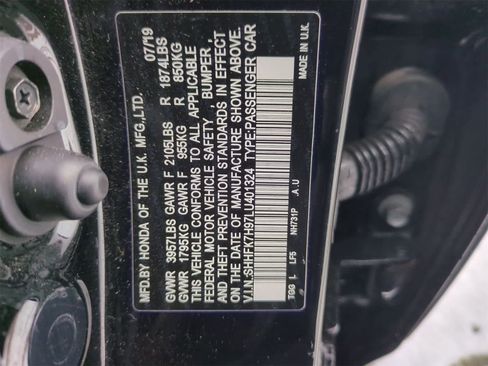 MFD.BY HONDA OF THE U.K. MFG.,LTD. 07/19
GVWR 3957LBS GAWR F 2105LBS R 1874LBS
GVWR 1795KG GAWR F 955KG R 850KG
THIS VEHICLE CONFORMS TO ALL APPLICABLE
FEDERAL MOTOR VEHICLE SAFETY, BUMPER,
AND THEFT PREVENTION STANDARDS IN EFFECT
ON THE DATE OF MANUFACTURE SHOWN ABOVE.
V.I.N:SHHFK7H97LU401324 TYPE:PASSENGER CAR
TGG L LF5 NH731P A.U MADE IN U.K.